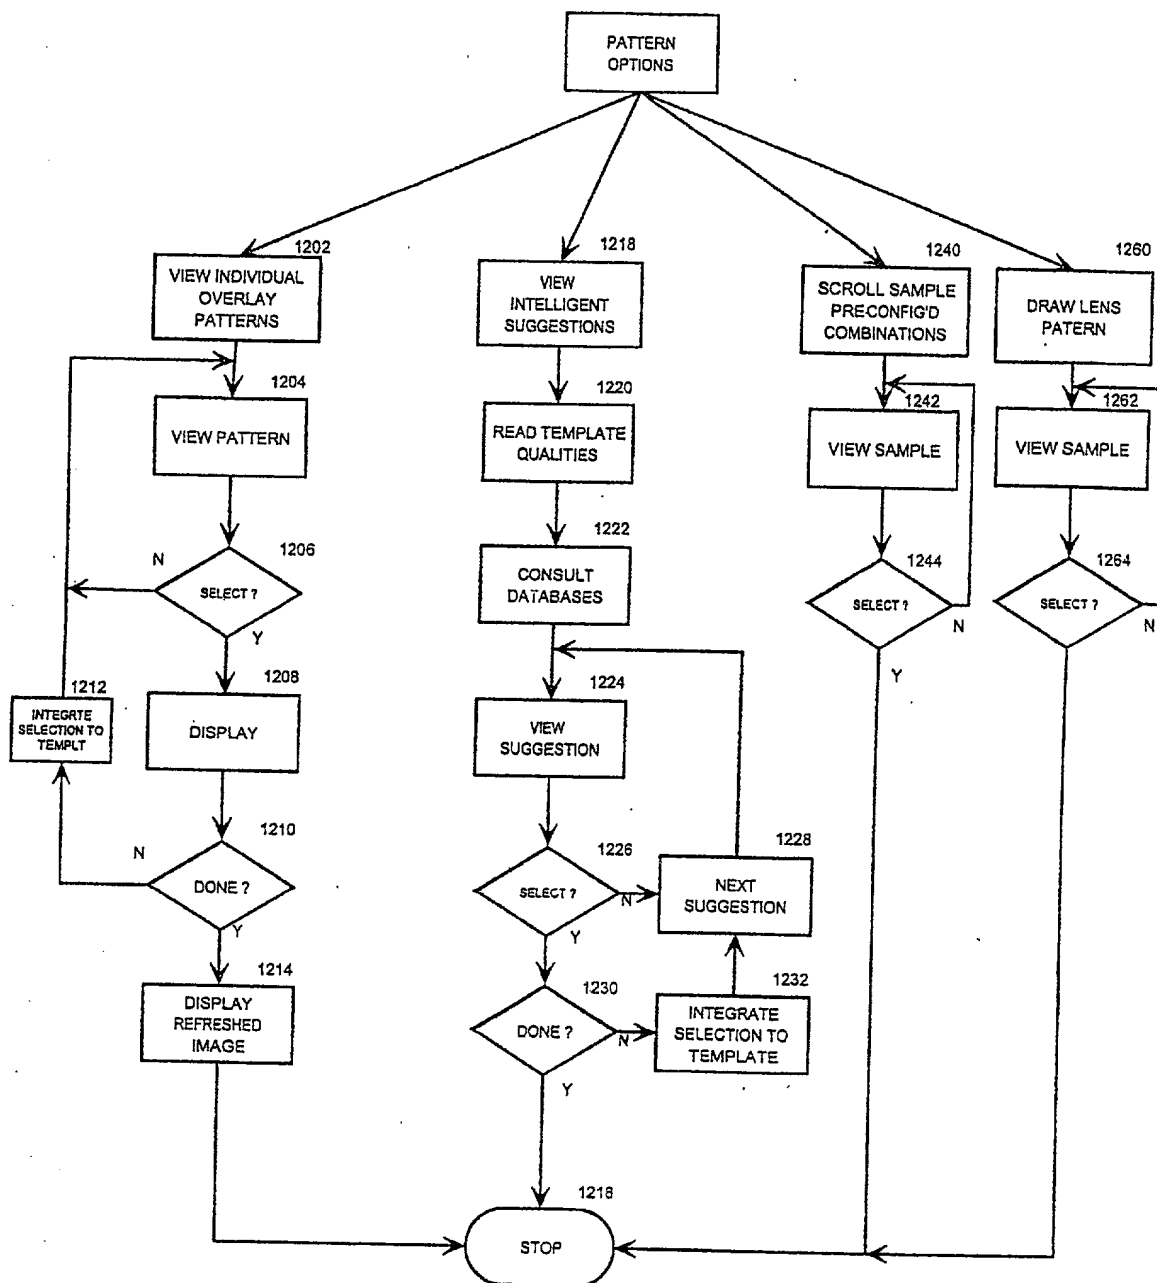 PATTERN
OPTIONS
1202
VIEW INDIVIDUAL
OVERLAY
PATTERNS
1204
VIEW PATTERN
1206
N
SELECT ?
Y
1208
DISPLAY
1212
INTEGRTE
SELECTION TO
TEMPLT
1210
N
DONE ?
Y
1214
DISPLAY
REFRESHED
IMAGE
1218
VIEW
INTELLIGENT
SUGGESTIONS
1220
READ TEMPLATE
QUALITIES
1222
CONSULT
DATABASES
1224
VIEW
SUGGESTION
1226
SELECT ?
N
Y
1228
NEXT
SUGGESTION
1230
DONE ?
N
Y
1232
INTEGRATE
SELECTION TO
TEMPLATE
1240
SCROLL SAMPLE
PRE-CONFIG'D
COMBINATIONS
1242
VIEW SAMPLE
1244
SELECT ?
N
Y
1260
DRAW LENS
PATERN
1262
VIEW SAMPLE
1264
SELECT ?
N
1218
STOP